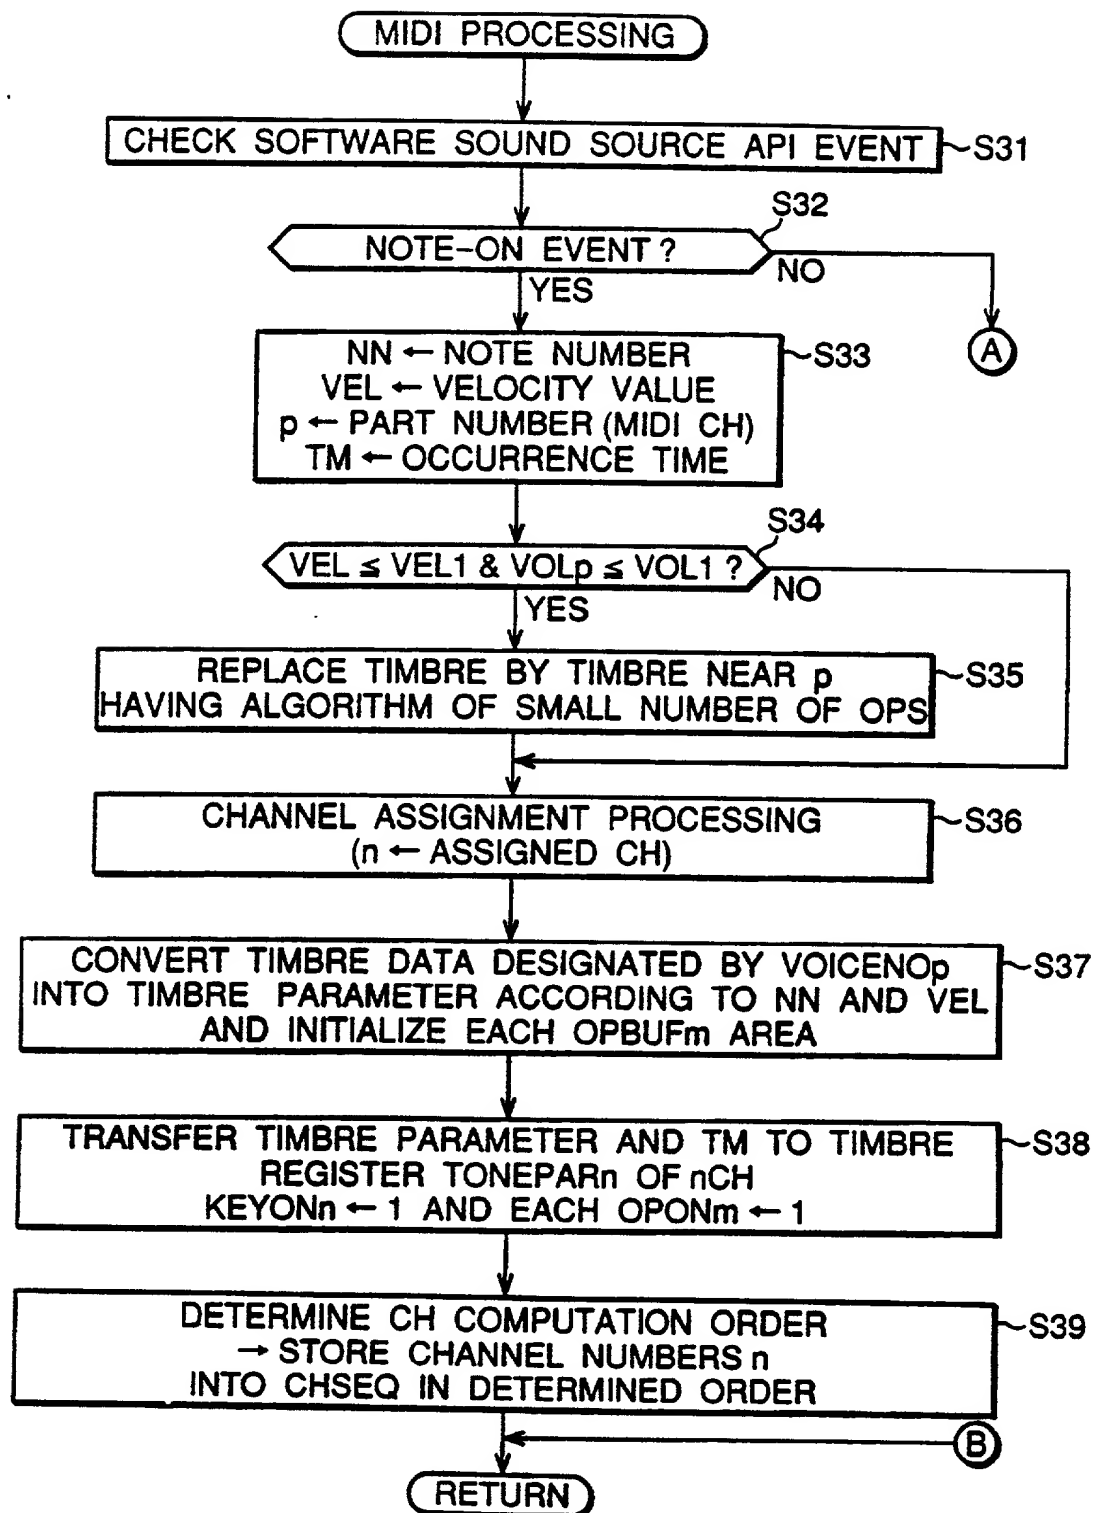 MIDI PROCESSING
CHECK SOFTWARE SOUND SOURCE API EVENT
S31
S32
NOTE-ON EVENT?
NO
YES
A
NN ← NOTE NUMBER
S33
VEL ← VELOCITY VALUE
p ← PART NUMBER (MIDI CH)
TM ← OCCURRENCE TIME
S34
VEL ≦ VEL1 & VOLp ≦ VOL1 ?
NO
YES
REPLACE TIMBRE BY TIMBRE NEAR p
S35
HAVING ALGORITHM OF SMALL NUMBER OF OPS
CHANNEL ASSIGNMENT PROCESSING
S36
(n ← ASSIGNED CH)
CONVERT TIMBRE DATA DESIGNATED BY VOICENOp
S37
INTO TIMBRE PARAMETER ACCORDING TO NN AND VEL
AND INITIALIZE EACH OPBUFm AREA
TRANSFER TIMBRE PARAMETER AND TM TO TIMBRE
S38
REGISTER TONEPARn OF nCH
KEYONn ← 1 AND EACH OPONm ← 1
DETERMINE CH COMPUTATION ORDER
S39
→ STORE CHANNEL NUMBERS n
INTO CHSEQ IN DETERMINED ORDER
B
RETURN